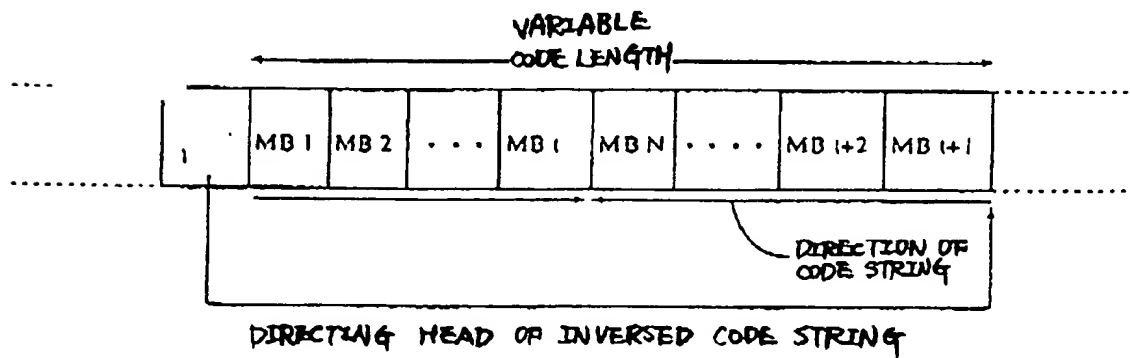 VARIABLE
CODE LENGTH
MB 1 MB 2 · · · MB i MB N · · · · MB i+2 MB i+1
DIRECTION OF
CODE STRING
DIRECTING HEAD OF INVERSED CODE STRING